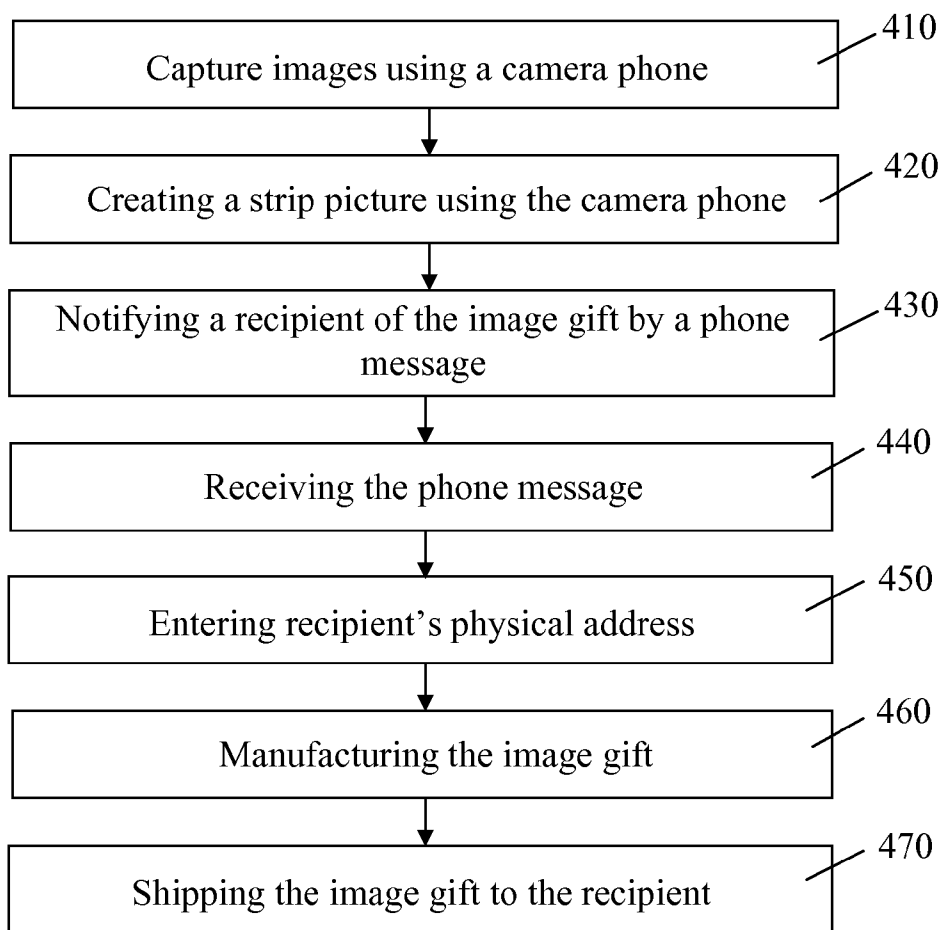 410
Capture images using a camera phone
420
Creating a strip picture using the camera phone
430
Notifying a recipient of the image gift by a phone
message
440
Receiving the phone message
450
Entering recipient's physical address
460
Manufacturing the image gift
470
Shipping the image gift to the recipient